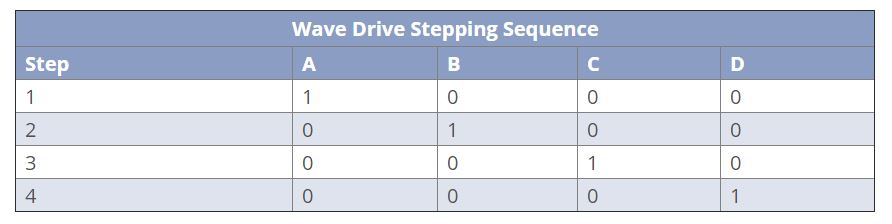 Wave Drive Stepping Sequence
Step A B C D
1 1 0 0 0
2 0 1 0 0
3 0 0 1 0
4 0 0 0 1